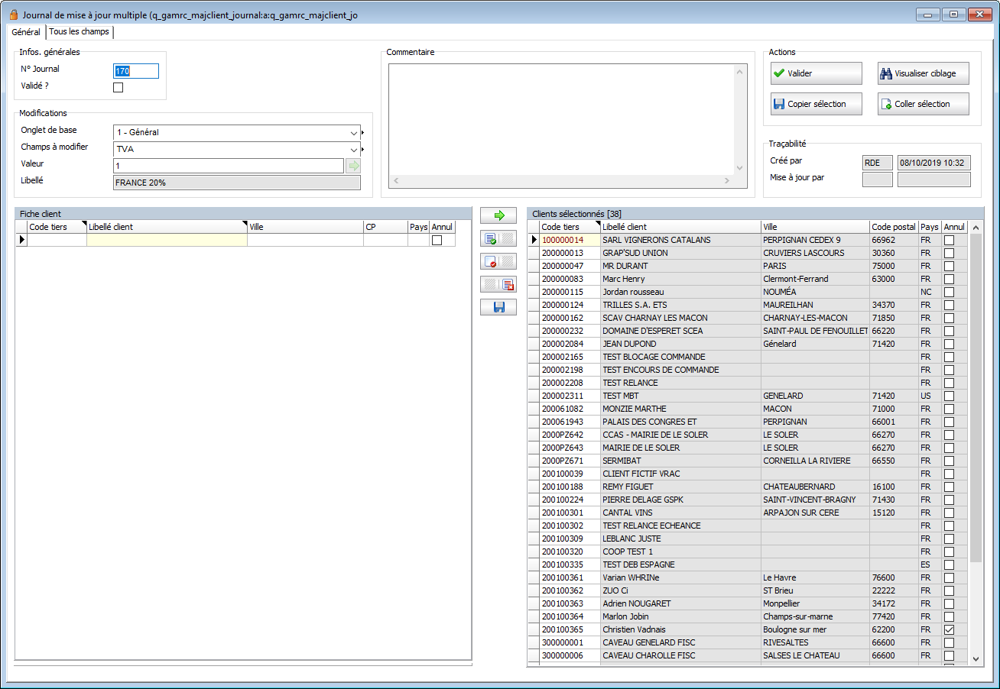 Journal de mise à jour multiple (q_gamrc_majclient_journal:a:q_gamrc_majclient_jo
Général Tous les champs
Infos. générales
N° Journal 170
Validé ?
Modifications
Onglet de base 1 - Général
Champs à modifier TVA
Valeur 1
Libellé FRANCE 20%
Commentaire
Actions
Valider Visualiser ciblage
Copier sélection Coller sélection
Traçabilité
Créé par RDE 08/10/2019 10:32
Mise à jour par
Fiche client
Code tiers Libellé client Ville CP Pays Annul
Clients sélectionnés [38]
Code tiers Libellé client Ville Code postal Pays Annul
100000014 SARL VIGNERONS CATALANS PERPIGNAN CEDEX 9 66962 FR
200000013 GRAP'SUD UNION CRUVIERS LASCOURS 30360 FR
200000047 MR DURANT PARIS 75000 FR
200000083 Marc Henry Clermont-Ferrand 63000 FR
200000115 Jordan rousseau NOUMÉA NC
200000124 TRILLES S.A. ETS MAUREILHAN 34370 FR
200000162 SCAV CHARNAY LES MACON CHARNAY-LES-MACON 71850 FR
200000232 DOMAINE D'ESPERET SCEA SAINT-PAUL DE FENOUILLET 66220 FR
200002084 JEAN DUPOND Génelard 71420 FR
200002165 TEST BLOCAGE COMMANDE FR
200002198 TEST ENCOURS DE COMMANDE FR
200002208 TEST RELANCE FR
200002311 TEST MBT GENELARD 71420 US
200061082 MONZIE MARTHE MACON 71000 FR
200061943 PALAIS DES CONGRES ET PERPIGNAN 66001 FR
2000PZ642 CCAS - MAIRIE DE LE SOLER LE SOLER 66270 FR
2000PZ643 MAIRIE DE LE SOLER LE SOLER 66270 FR
2000PZ671 SERMIBAT CORNEILLA LA RIVIERE 66550 FR
200100039 CLIENT FICTIF VRAC FR
200100188 REMY FIGUET CHATEAUBERNARD 16100 FR
200100224 PIERRE DELAGE GSPK SAINT-VINCENT-BRAGNY 71430 FR
200100301 CANTAL VINS ARPAJON SUR CERE 15120 FR
200100302 TEST RELANCE ECHEANCE FR
200100309 LEBLANC JUSTE FR
200100320 COOP TEST 1 FR
200100335 TEST DEB ESPAGNE ES
200100361 Varian WHRINe Le Havre 76600 FR
200100362 ZUO Ci ST Brieu 22222 FR
200100363 Adrien NOUGARET Monpellier 34172 FR
200100364 Marlon Jobin Champs-sur-marne 77420 FR
200100365 Christien Vadnais Boulogne sur mer 62200 FR
300000001 CAVEAU GENELARD FISC RIVESALTES 66600 FR
300000006 CAVEAU CHAROLLE FISC SALSES LE CHATEAU 66600 FR